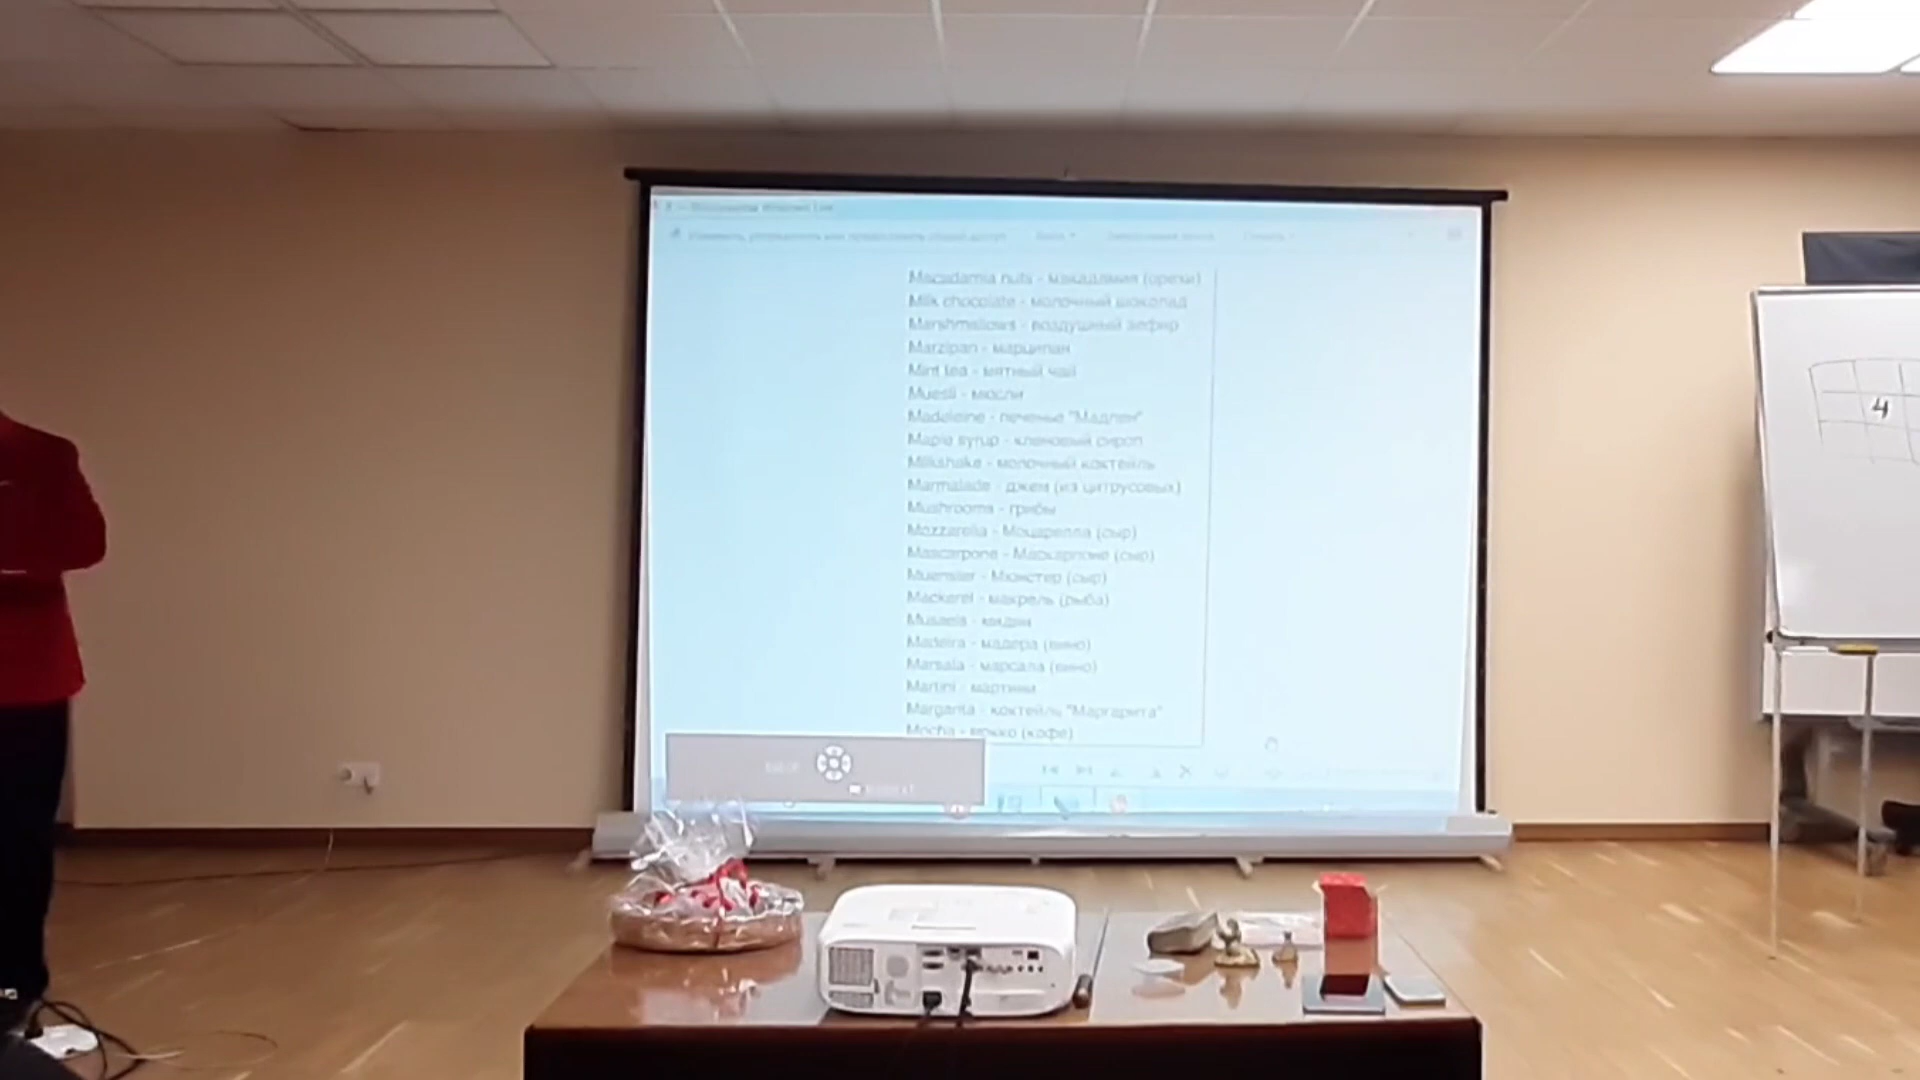 Macadamia nuts - макадамия (орехи)
Milk chocolate - молочный шоколад
Marshmallows - воздушный зефир
Marzipan - марципан
Mint tea - мятный чай
Muesli - мюсли
Madeleine - печенье "Мадлен"
Maple syrup - кленовый сироп
Milkshake - молочный коктейль
Marmalade - джем (из цитрусовых)
Mushrooms - грибы
Mozzarella - Моцарелла (сыр)
Mascarpone - Маскарпоне (сыр)
Muenster - Мюнстер (сыр)
Mackerel - макрель (рыба)
Mussels - мидии
Madeira - мадера (вино)
Marsala - марсала (вино)
Martini - мартини
Margarita - коктейль "Маргарита"
Mocha - мокко (кофе)
4